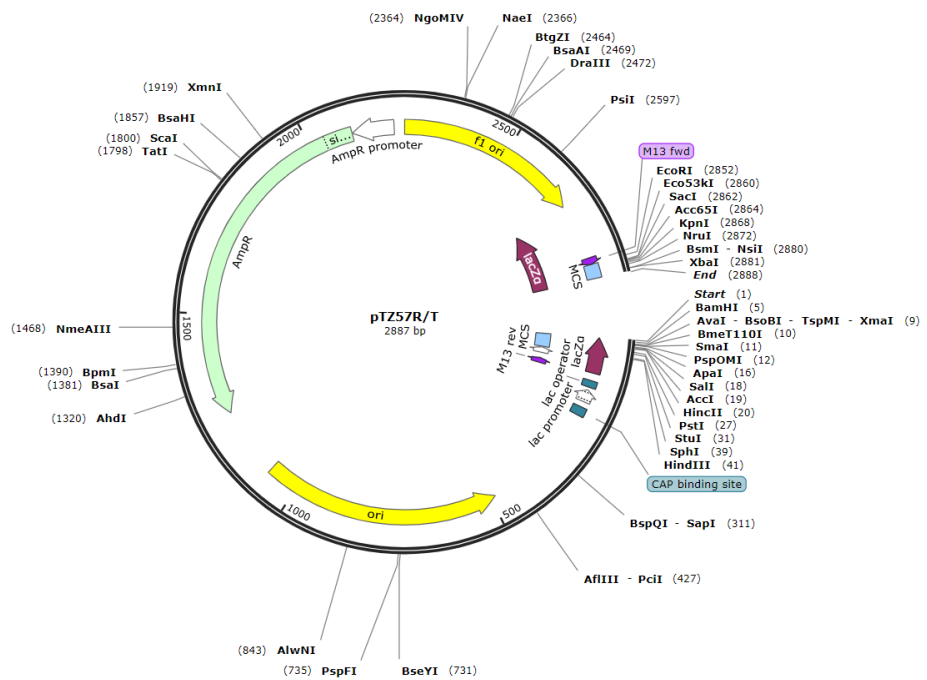 (2364) NgoMIV
NaeI (2366)
BtgZI (2464)
BsaAI (2469)
DraIII (2472)
PsiI (2597)
(1919) XmnI
(1857) BsaHI
(1800) ScaI
(1798) TatI
(1468) NmeAIII
(1390) BpmI
(1381) BsaI
(1320) AhdI
(843) AlwNI
(735) PspFI
BseYI (731)
AflIII - PciI (427)
BspQI - SapI (311)
CAP binding site
M13 fwd
EcoRI (2852)
Eco53kI (2860)
SacI (2862)
Acc65I (2864)
KpnI (2868)
NruI (2872)
BsmI - NsiI (2880)
XbaI (2881)
End (2888)
Start (1)
BamHI (5)
AvaI - BsoBI - TspMI - XmaI (9)
BmeT110I (10)
SmaI (11)
PspOMI (12)
ApaI (16)
SalI (18)
AccI (19)
HincII (20)
PstI (27)
StuI (31)
SphI (39)
HindIII (41)
2000
2500
1500
1000
500
si...
AmpR promoter
f1 ori
AmpR
lacZα
MCS
pTZ57R/T
2887 bp
M13 rev
MCS
lac operator
lacZα
lac promoter
ori